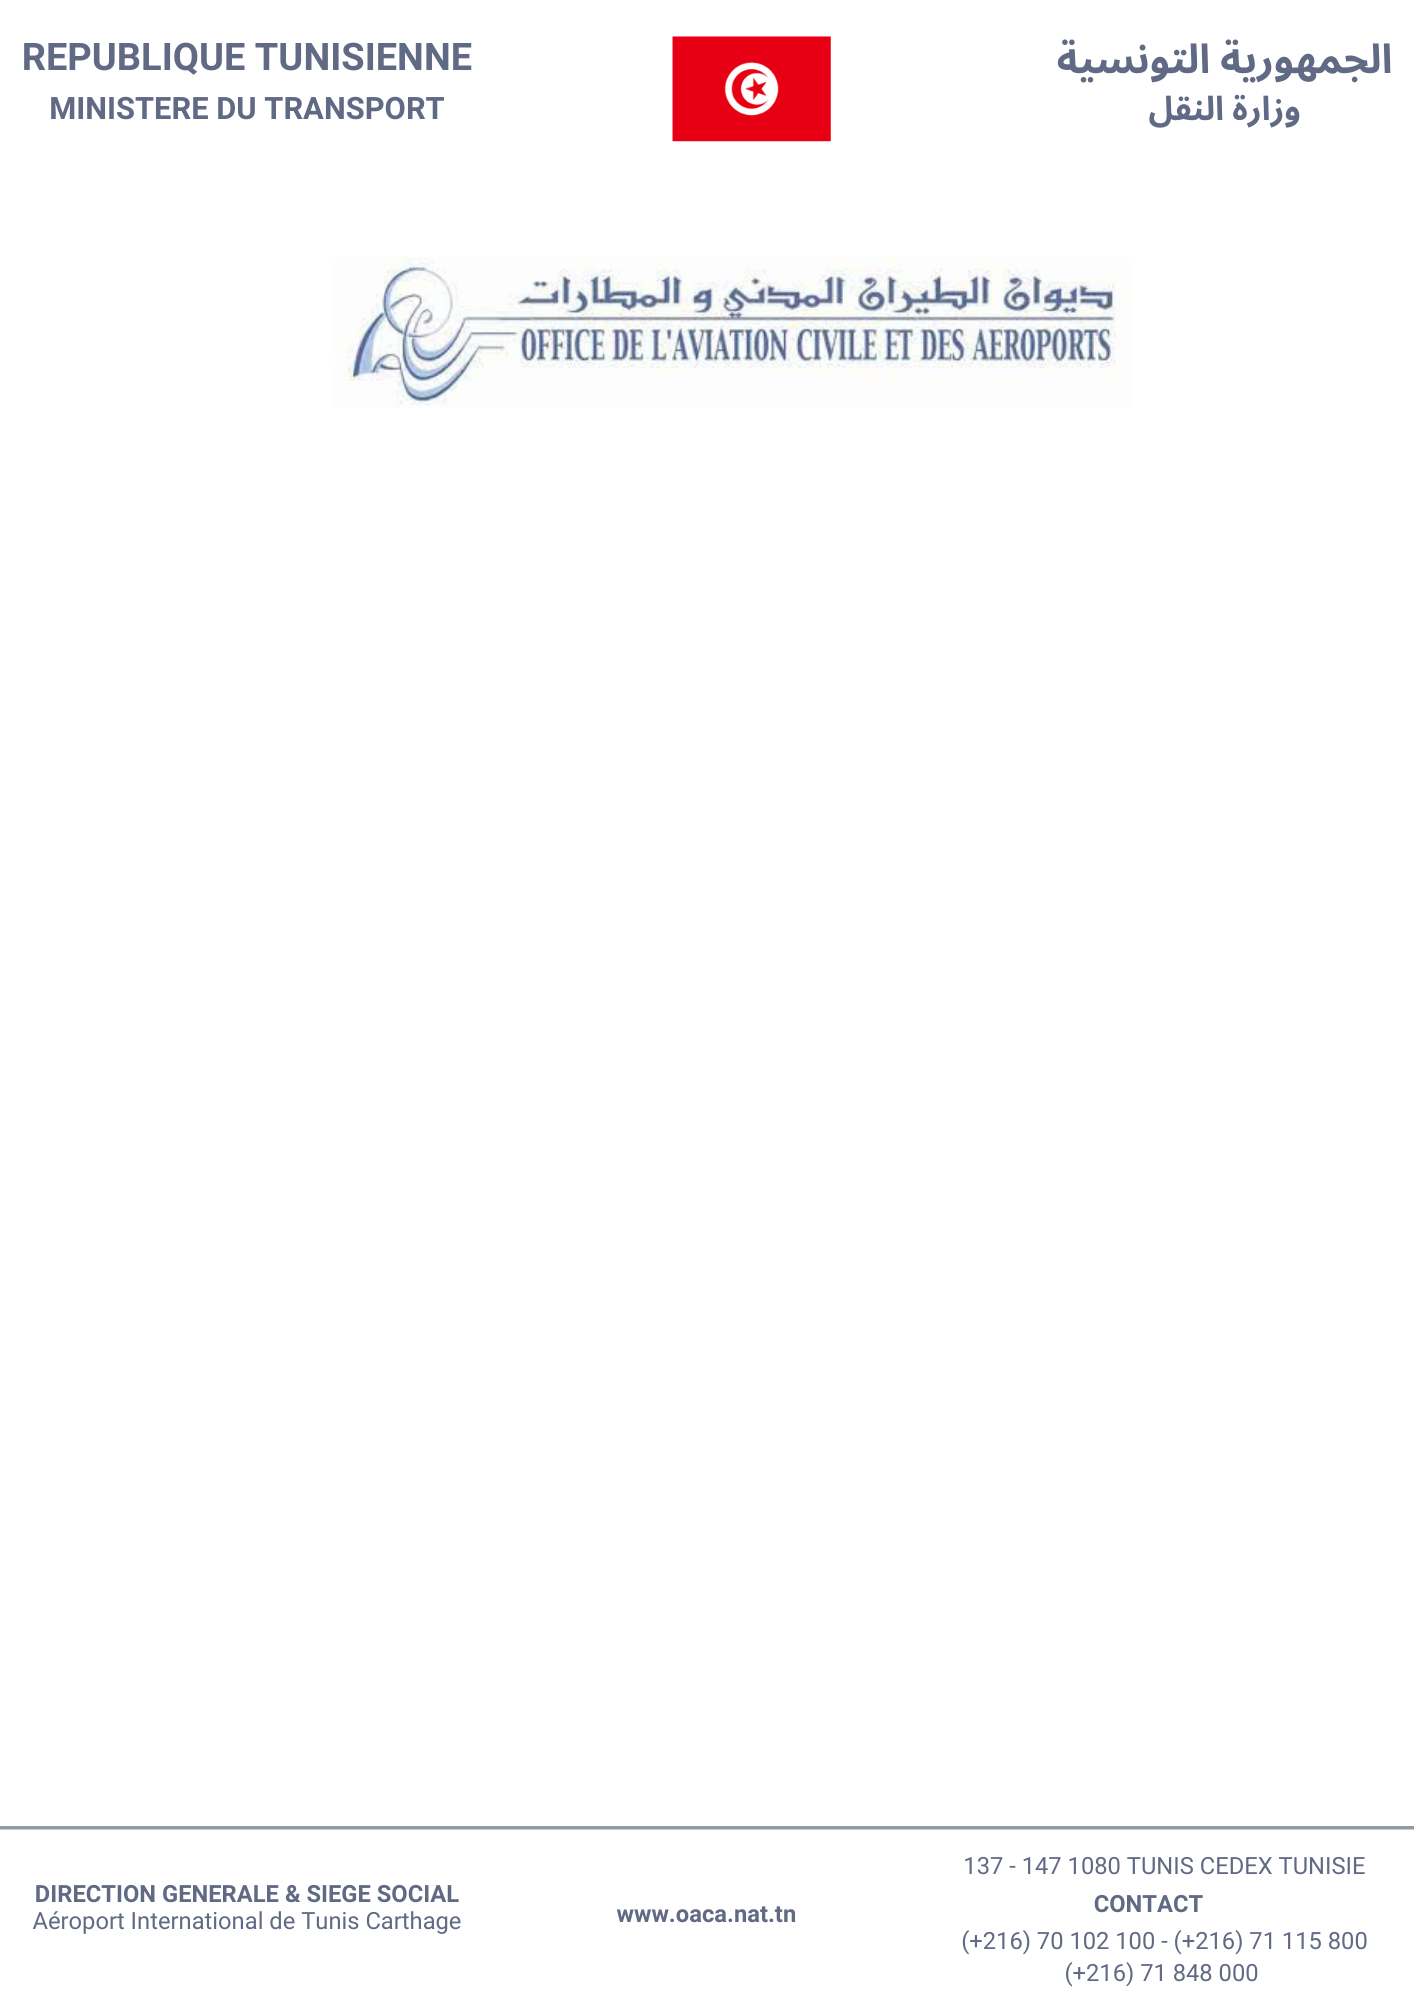 REPUBLIQUE TUNISIENNE
MINISTERE DU TRANSPORT
الجمهورية التونسية
وزارة النقل
ديوان الطيران المدني و المطارات
OFFICE DE L'AVIATION CIVILE ET DES AEROPORTS
DIRECTION GENERALE & SIEGE SOCIAL
Aéroport International de Tunis Carthage
www.oaca.nat.tn
137 - 147 1080 TUNIS CEDEX TUNISIE
CONTACT
(+216) 70 102 100 - (+216) 71 115 800
(+216) 71 848 000